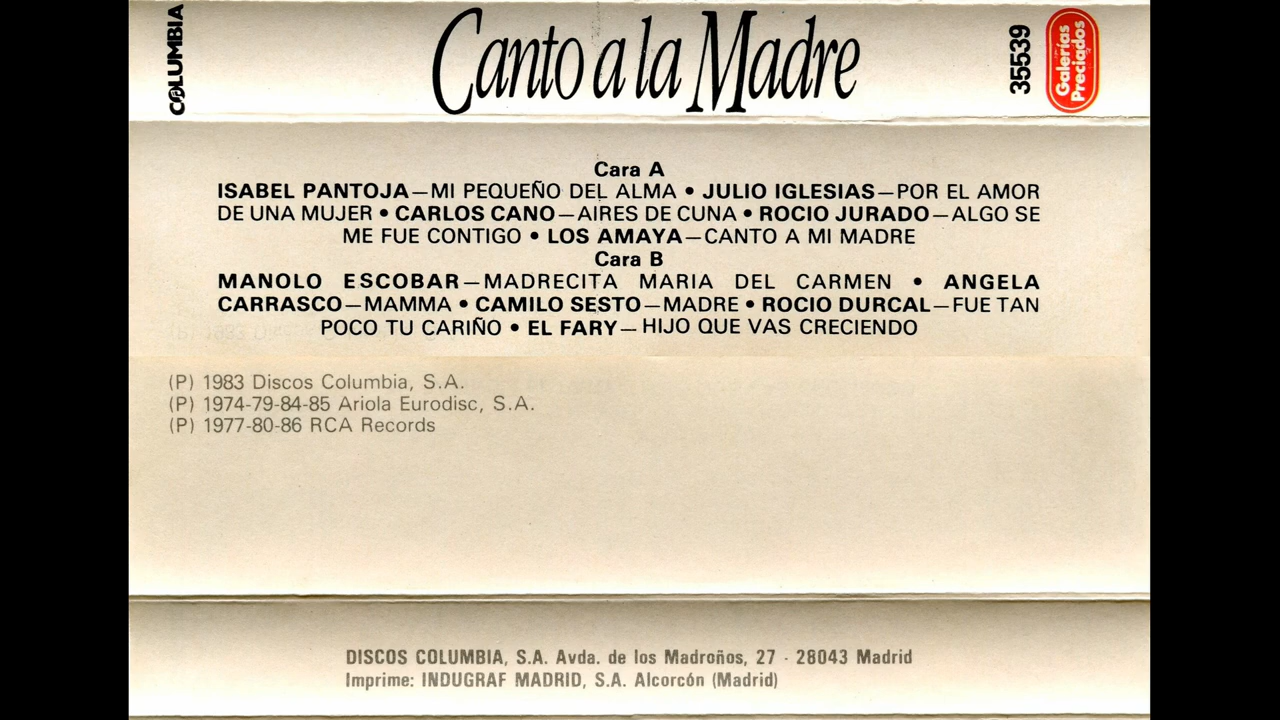 COLUMBIA
Canto a la Madre
35539
Galerías
Preciados
Cara A
ISABEL PANTOJA—MI PEQUEÑO DEL ALMA • JULIO IGLESIAS—POR EL AMOR
DE UNA MUJER • CARLOS CANO—AIRES DE CUNA • ROCIO JURADO—ALGO SE
ME FUE CONTIGO • LOS AMAYA—CANTO A MI MADRE
Cara B
MANOLO ESCOBAR—MADRECITA MARIA DEL CARMEN • ANGELA
CARRASCO—MAMMA • CAMILO SESTO—MADRE • ROCIO DURCAL—FUE TAN
POCO TU CARIÑO • EL FARY—HIJO QUE VAS CRECIENDO
(P) 1983 Discos Columbia, S.A.
(P) 1974-79-84-85 Ariola Eurodisc, S.A.
(P) 1977-80-86 RCA Records
DISCOS COLUMBIA, S.A. Avda. de los Madroños, 27 - 28043 Madrid
Imprime: INDUGRAF MADRID, S.A. Alcorcón (Madrid)